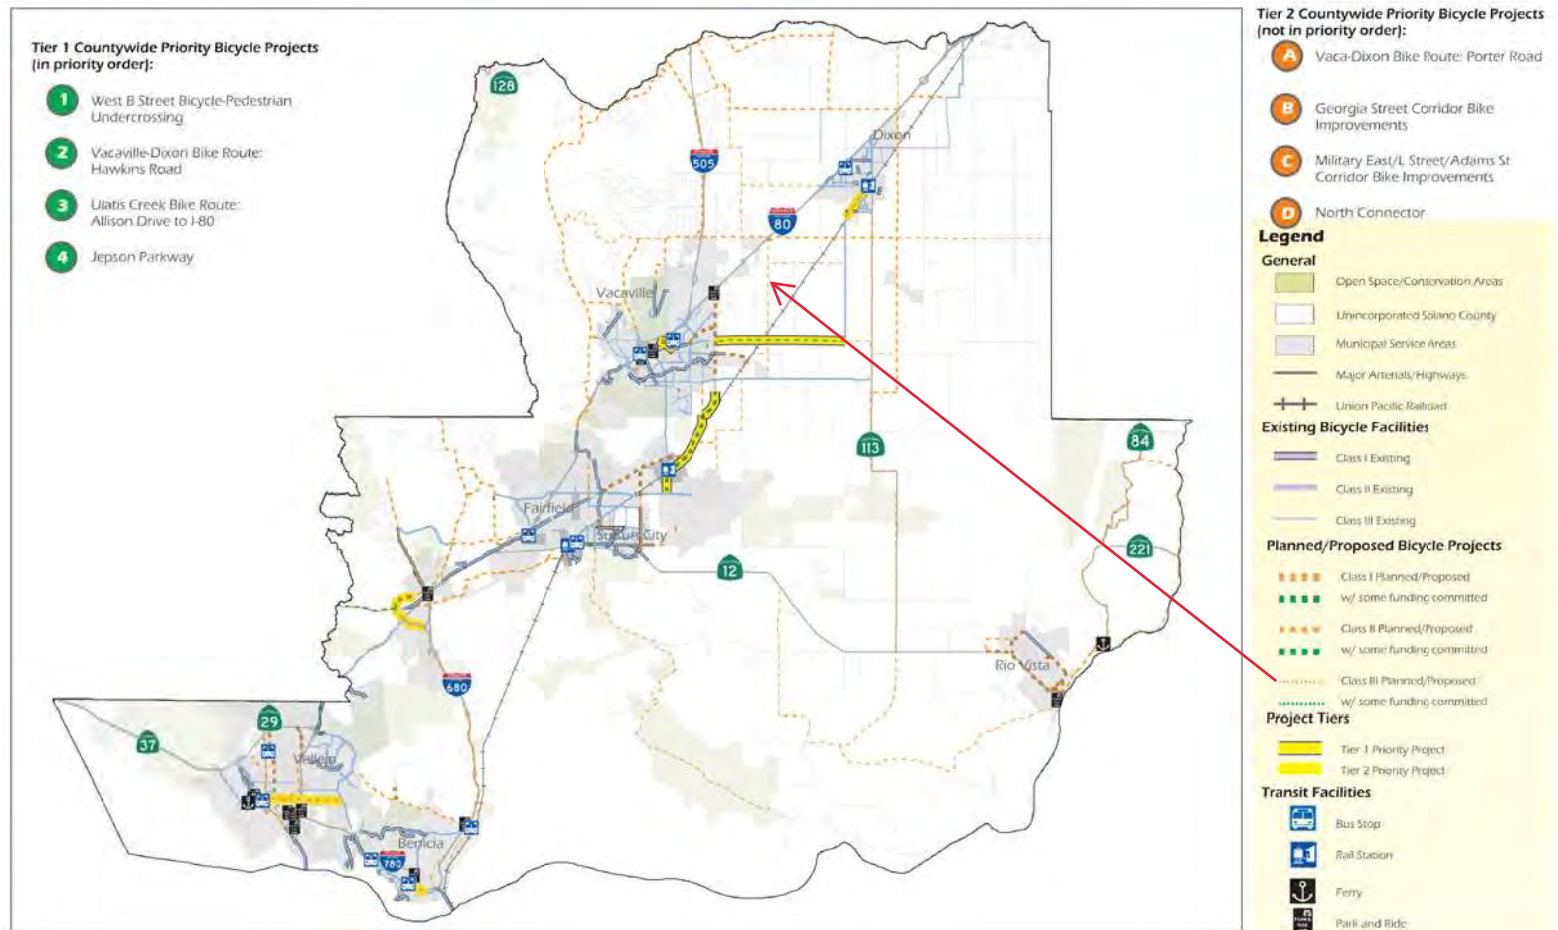 Tier 1 Countywide Priority Bicycle Projects
(in priority order):
1
West B Street Bicycle-Pedestrian
Undercrossing
2
Vacaville-Dixon Bike Route:
Hawkins Road
3
Ulatis Creek Bike Route:
Allison Drive to I-80
4
Jepson Parkway
128
505
80
Dixon
Vacaville
113
84
Fairfield
Suisun City
12
221
Rio Vista
680
29
37
Vallejo
Benicia
780
Tier 2 Countywide Priority Bicycle Projects
(not in priority order):
A
Vaca-Dixon Bike Route: Porter Road
B
Georgia Street Corridor Bike
Improvements
C
Military East/L Street/Adams St
Corridor Bike Improvements
D
North Connector
Legend
General
Open Space/Conservation Areas
Unincorporated Solano County
Municipal Service Areas
Major Arterials/Highways
Union Pacific Railroad
Existing Bicycle Facilities
Class I Existing
Class II Existing
Class III Existing
Planned/Proposed Bicycle Projects
Class I Planned/Proposed
w/ some funding committed
Class II Planned/Proposed
w/ some funding committed
Class III Planned/Proposed
w/ some funding committed
Project Tiers
Tier 1 Priority Project
Tier 2 Priority Project
Transit Facilities
Bus Stop
Rail Station
Ferry
Park and Ride